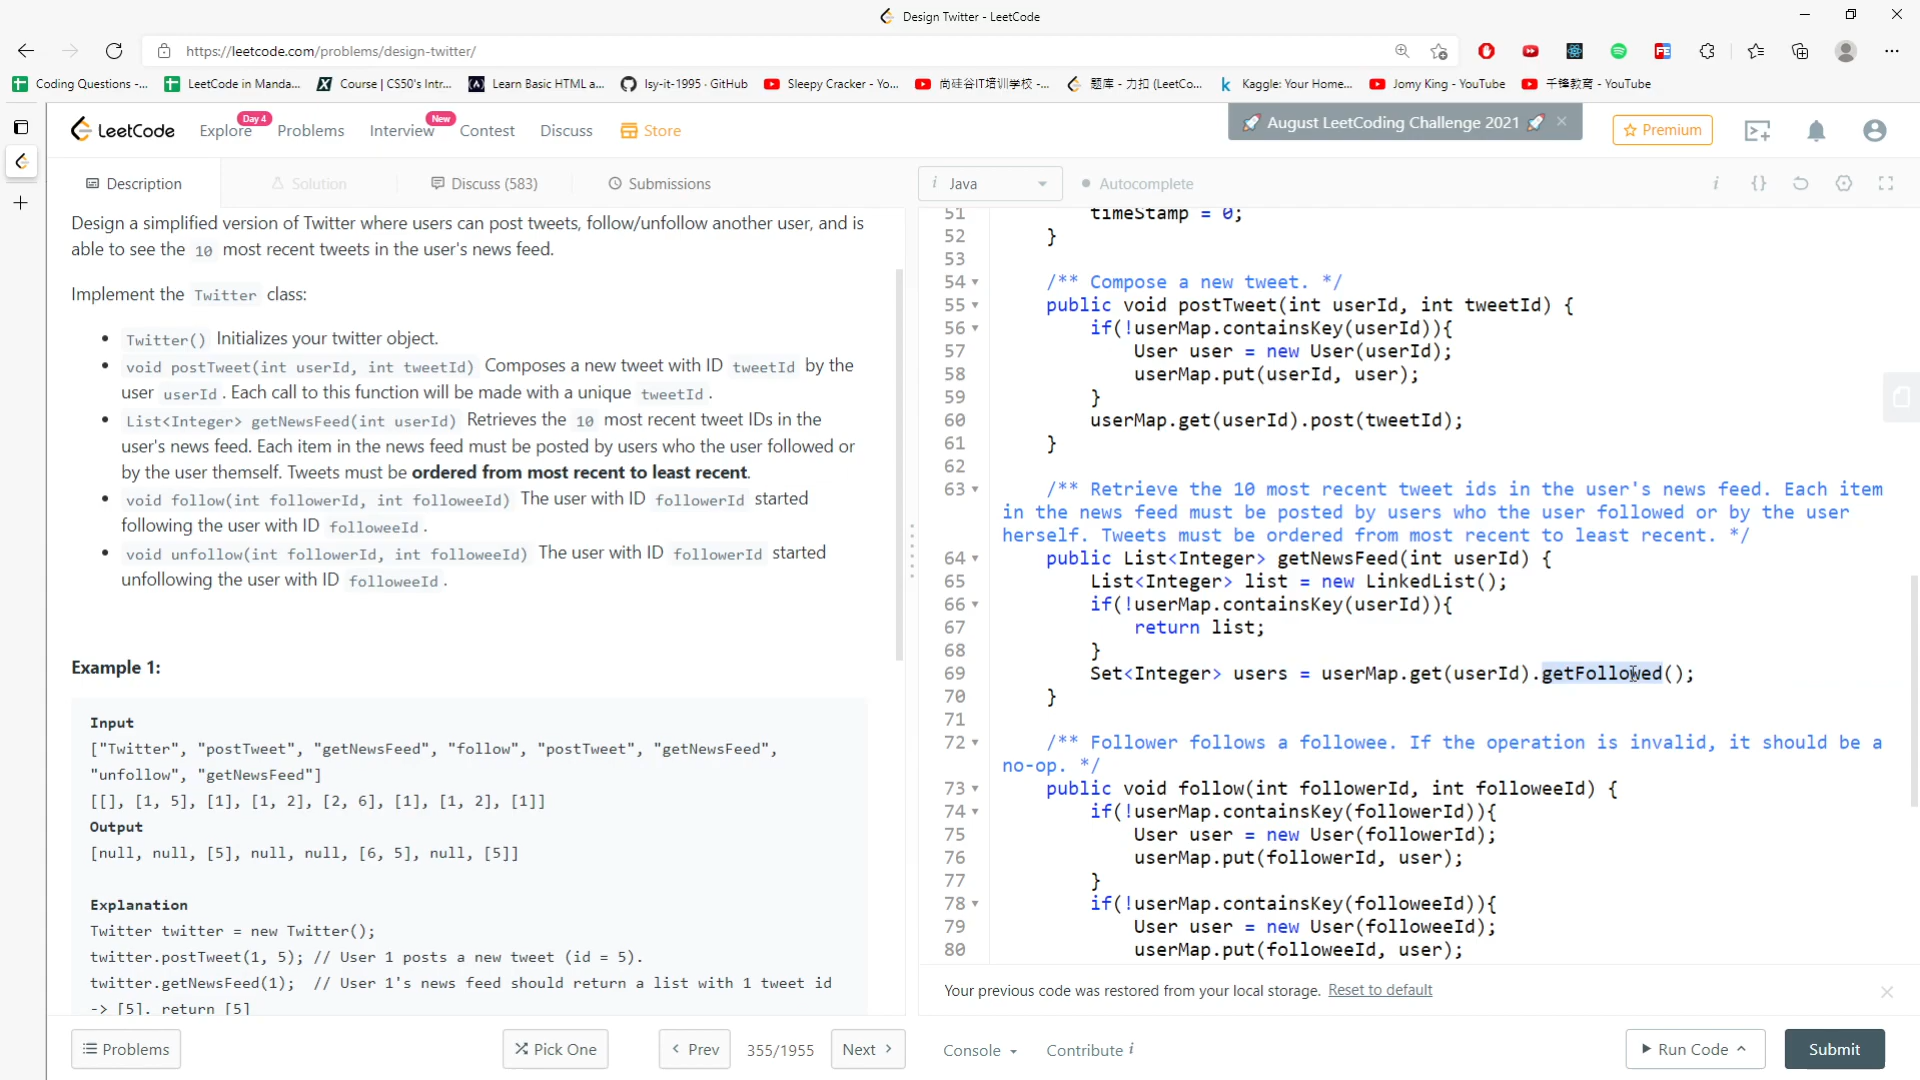 Design Twitter - LeetCode
https://leetcode.com/problems/design-twitter/
Coding Questions -...
LeetCode in Manda...
Course | CS50's Intr...
Learn Basic HTML a...
lsy-it-1995 · GitHub
Sleepy Cracker - Yo...
尚硅谷IT培训学校 -...
题库 - 力扣 (LeetCo...
Kaggle: Your Home...
Jomy King - YouTube
千锋教育 - YouTube
LeetCode
Explore
Day 4
Problems
Interview
New
Contest
Discuss
Store
August LeetCoding Challenge 2021
Premium
Description
Solution
Discuss (583)
Submissions
i Java
Autocomplete
Design a simplified version of Twitter where users can post tweets, follow/unfollow another user, and is
able to see the 10 most recent tweets in the user's news feed.
Implement the Twitter class:
Twitter() Initializes your twitter object.
void postTweet(int userId, int tweetId) Composes a new tweet with ID tweetId by the
user userId. Each call to this function will be made with a unique tweetId.
List<Integer> getNewsFeed(int userId) Retrieves the 10 most recent tweet IDs in the
user's news feed. Each item in the news feed must be posted by users who the user followed or
by the user themself. Tweets must be ordered from most recent to least recent.
void follow(int followerId, int followeeId) The user with ID followerId started
following the user with ID followeeId.
void unfollow(int followerId, int followeeId) The user with ID followerId started
unfollowing the user with ID followeeId.
Example 1:
Input
["Twitter", "postTweet", "getNewsFeed", "follow", "postTweet", "getNewsFeed",
"unfollow", "getNewsFeed"]
[[], [1, 5], [1], [1, 2], [2, 6], [1], [1, 2], [1]]
Output
[null, null, [5], null, null, [6, 5], null, [5]]
Explanation
Twitter twitter = new Twitter();
twitter.postTweet(1, 5); // User 1 posts a new tweet (id = 5).
twitter.getNewsFeed(1);  // User 1's news feed should return a list with 1 tweet id
-> [5]. return [5]
51 timeStamp = 0;
52 }
53
54 /** Compose a new tweet. */
55 public void postTweet(int userId, int tweetId) {
56 if(!userMap.containsKey(userId)){
57 User user = new User(userId);
58 userMap.put(userId, user);
59 }
60 userMap.get(userId).post(tweetId);
61 }
62
63 /** Retrieve the 10 most recent tweet ids in the user's news feed. Each item
in the news feed must be posted by users who the user followed or by the user
herself. Tweets must be ordered from most recent to least recent. */
64 public List<Integer> getNewsFeed(int userId) {
65 List<Integer> list = new LinkedList();
66 if(!userMap.containsKey(userId)){
67 return list;
68 }
69 Set<Integer> users = userMap.get(userId).getFollowed();
70 }
71
72 /** Follower follows a followee. If the operation is invalid, it should be a
no-op. */
73 public void follow(int followerId, int followeeId) {
74 if(!userMap.containsKey(followerId)){
75 User user = new User(followerId);
76 userMap.put(followerId, user);
77 }
78 if(!userMap.containsKey(followeeId)){
79 User user = new User(followeeId);
80 userMap.put(followeeId, user);
Your previous code was restored from your local storage. Reset to default
Problems
Pick One
Prev
355/1955
Next
Console
Contribute i
Run Code
Submit